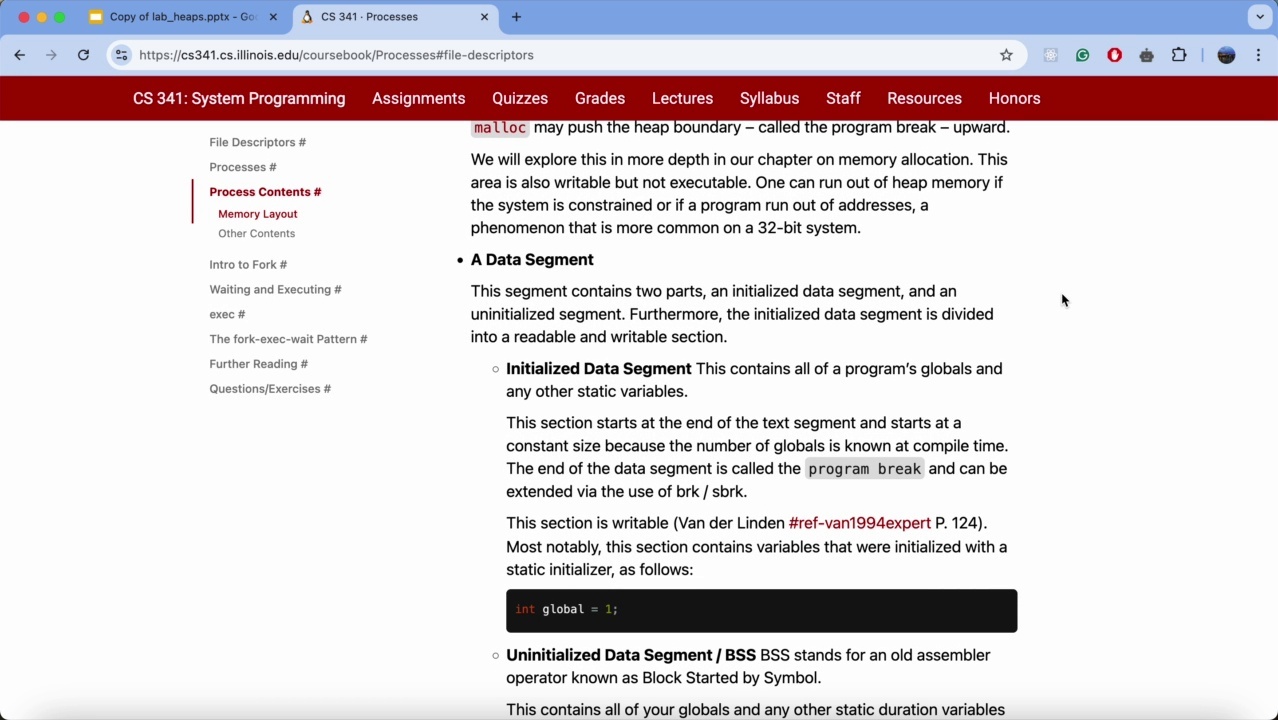 Copy of lab_heaps.pptx - Goo
CS 341 · Processes
https://cs341.cs.illinois.edu/coursebook/Processes#file-descriptors
CS 341: System Programming Assignments Quizzes Grades Lectures Syllabus Staff Resources Honors
File Descriptors #
Processes #
Process Contents #
Memory Layout
Other Contents
Intro to Fork #
Waiting and Executing #
exec #
The fork-exec-wait Pattern #
Further Reading #
Questions/Exercises #
malloc may push the heap boundary – called the program break – upward.
We will explore this in more depth in our chapter on memory allocation. This
area is also writable but not executable. One can run out of heap memory if
the system is constrained or if a program run out of addresses, a
phenomenon that is more common on a 32-bit system.
• A Data Segment
This segment contains two parts, an initialized data segment, and an
uninitialized segment. Furthermore, the initialized data segment is divided
into a readable and writable section.
○ Initialized Data Segment This contains all of a program's globals and
any other static variables.
This section starts at the end of the text segment and starts at a
constant size because the number of globals is known at compile time.
The end of the data segment is called the program break and can be
extended via the use of brk / sbrk.
This section is writable (Van der Linden #ref-van1994expert P. 124).
Most notably, this section contains variables that were initialized with a
static initializer, as follows:
int global = 1;
○ Uninitialized Data Segment / BSS BSS stands for an old assembler
operator known as Block Started by Symbol.
This contains all of your globals and any other static duration variables